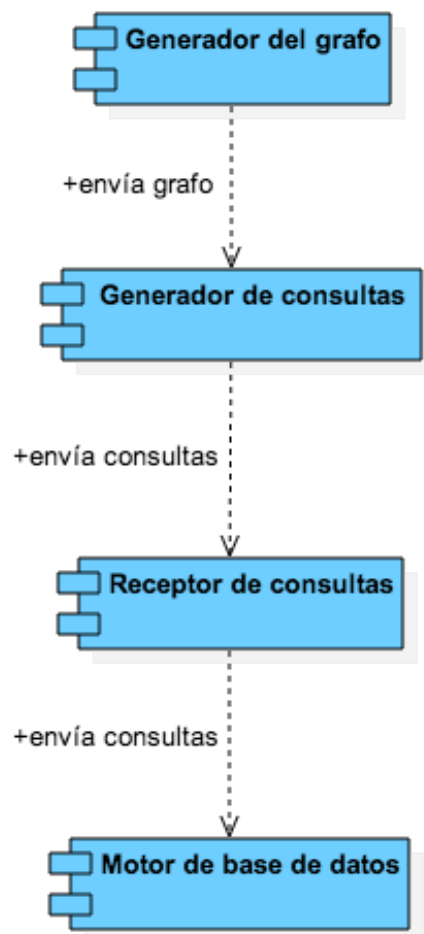 Generador del grafo
+envía grafo
Generador de consultas
+envía consultas
Receptor de consultas
+envía consultas
Motor de base de datos